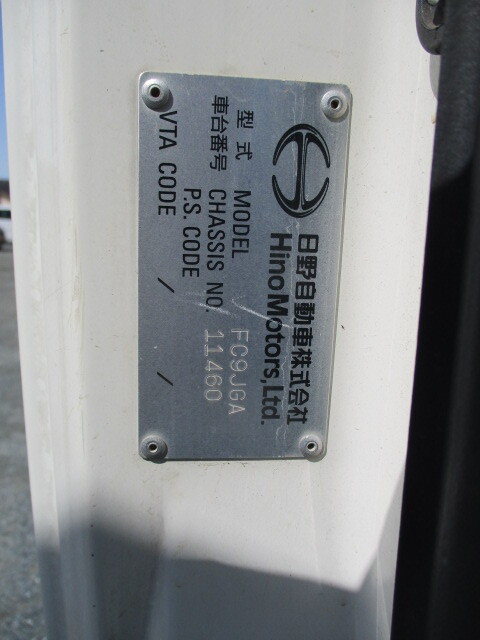 日野自動車株式会社
Hino Motors, Ltd.
型式 MODEL FC9JGA
車台番号 CHASSIS NO. 11460
P.S. CODE
VTA CODE / /